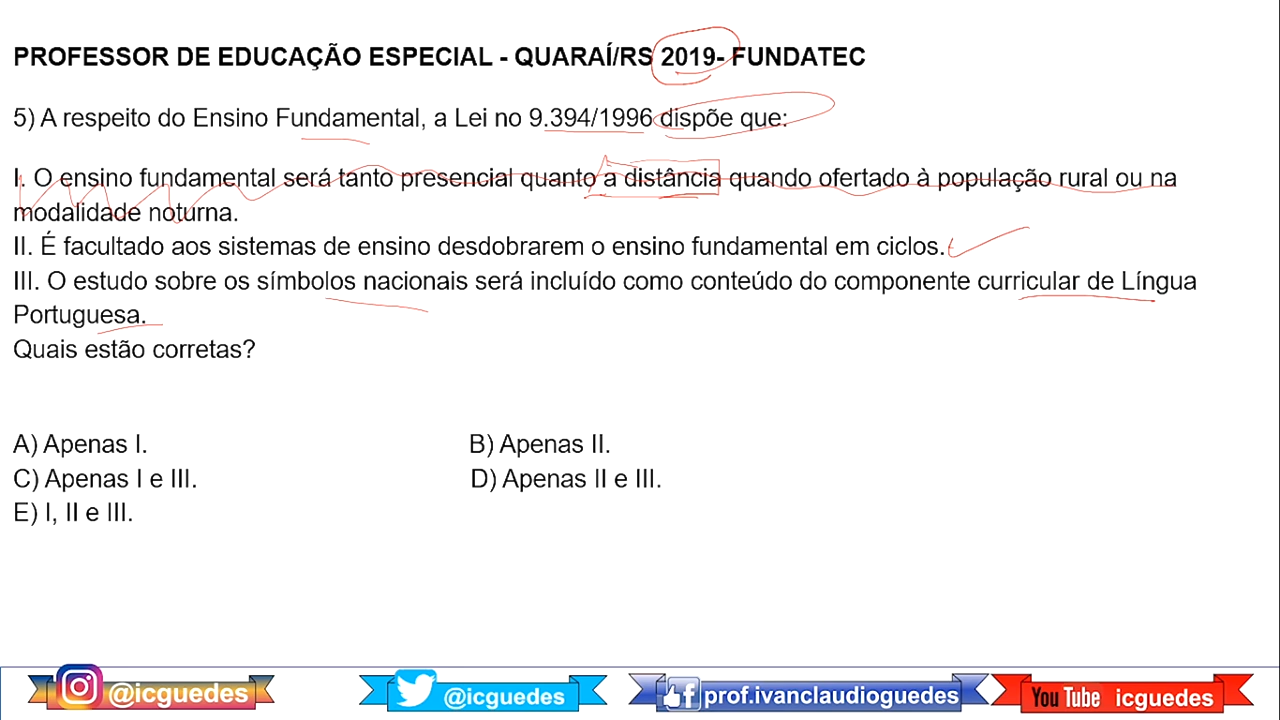 PROFESSOR DE EDUCAÇÃO ESPECIAL - QUARAÍ/RS 2019- FUNDATEC
5) A respeito do Ensino Fundamental, a Lei no 9.394/1996 dispõe que:
I. O ensino fundamental será tanto presencial quanto a distância quando ofertado à população rural ou na
modalidade noturna.
II. É facultado aos sistemas de ensino desdobrarem o ensino fundamental em ciclos.
III. O estudo sobre os símbolos nacionais será incluído como conteúdo do componente curricular de Língua
Portuguesa.
Quais estão corretas?
A) Apenas I. B) Apenas II.
C) Apenas I e III. D) Apenas II e III.
E) I, II e III.
@icguedes @icguedes prof.ivanclaudioguedes You Tube icguedes